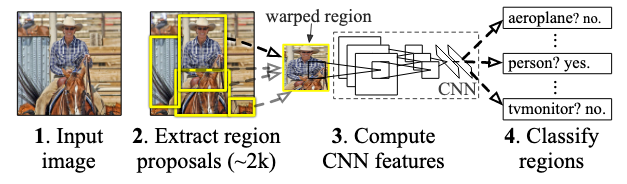 warped region
aeroplane? no.
person? yes.
CNN
tvmonitor? no.
1. Input
image
2. Extract region
proposals (~2k)
3. Compute
CNN features
4. Classify
regions